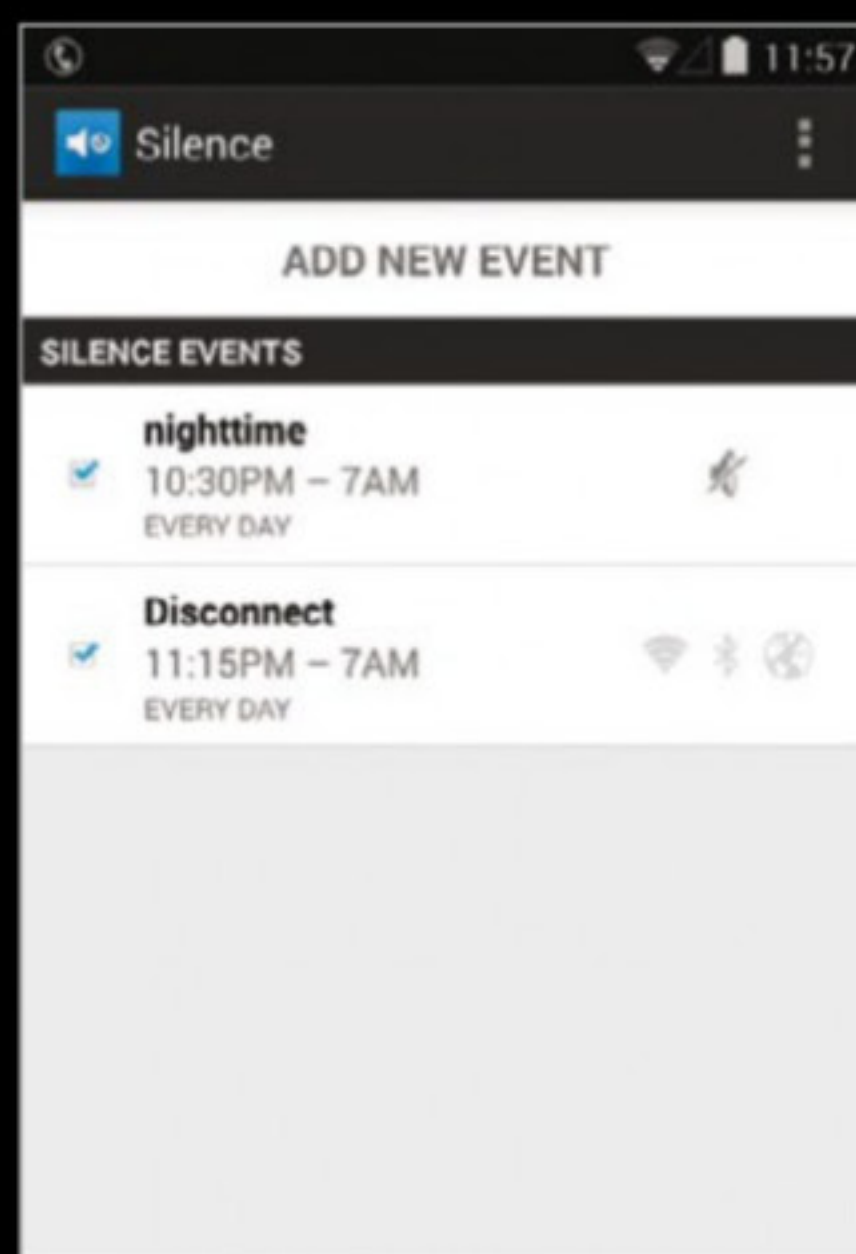 11:57
Silence
ADD NEW EVENT
SILENCE EVENTS
nighttime
10:30PM – 7AM
EVERY DAY
Disconnect
11:15PM – 7AM
EVERY DAY